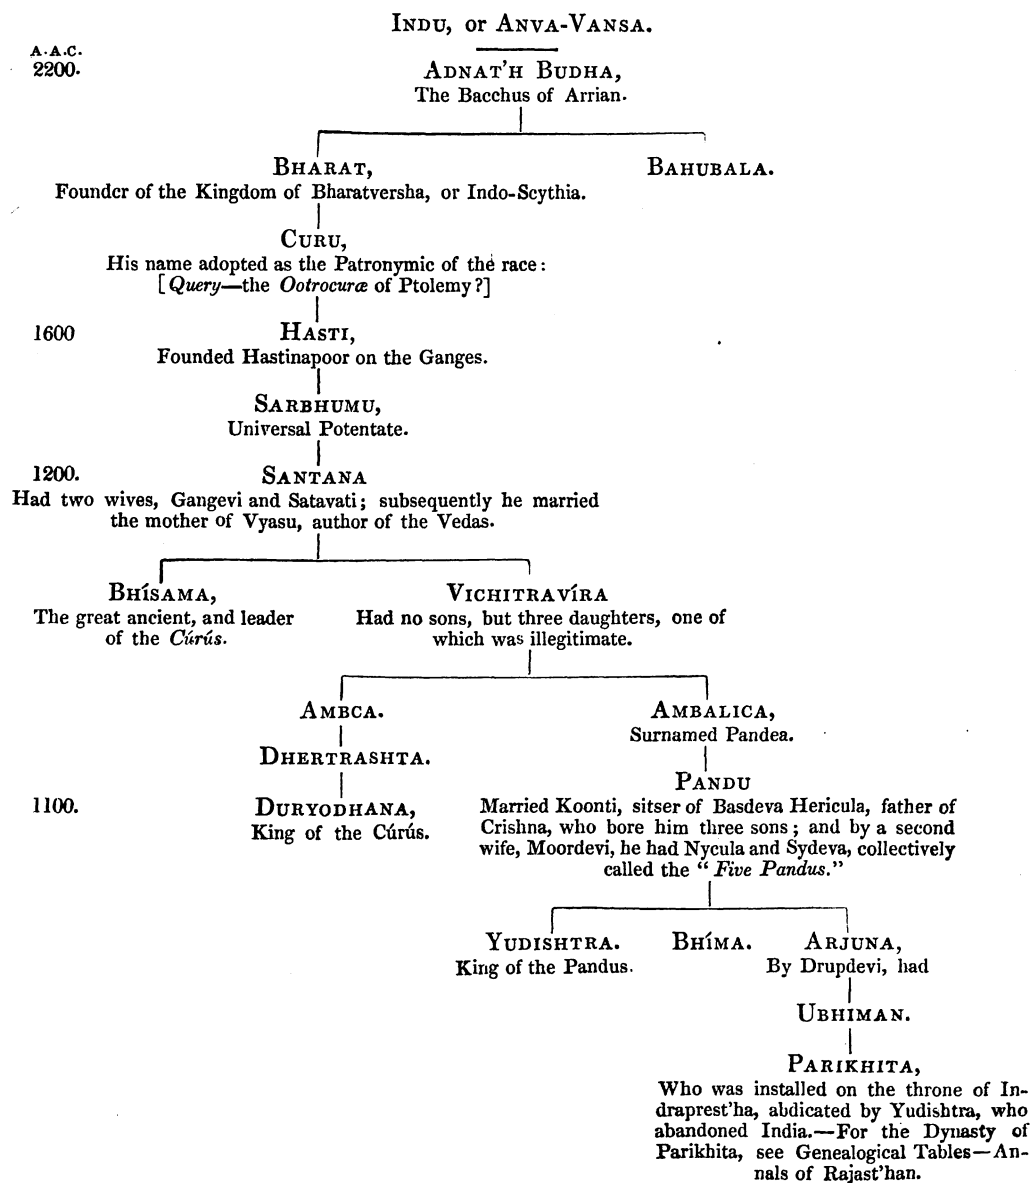 INDU, or ANVA-VANSA.
A.A.C.
2200.
ADNAT'H BUDHA,
The Bacchus of Arrian.
BHARAT,
BAHUBALA.
Founder of the Kingdom of Bharatversha, or Indo-Scythia.
CURU,
His name adopted as the Patronymic of the race:
[Query—the Ootrocuræ of Ptolemy?]
1600
HASTI,
Founded Hastinapoor on the Ganges.
SARBHUMU,
Universal Potentate.
1200.
SANTANA
Had two wives, Gangevi and Satavati; subsequently he married
the mother of Vyasu, author of the Vedas.
BHÍSAMA,
The great ancient, and leader
of the Cúrús.
VICHITRAVÍRA
Had no sons, but three daughters, one of
which was illegitimate.
AMBCA.
AMBALICA,
Surnamed Pandea.
DHERTRASHTA.
PANDU
1100.
DURYODHANA,
King of the Cúrús.
Married Koonti, sitser of Basdeva Hericula, father of
Crishna, who bore him three sons; and by a second
wife, Moordevi, he had Nycula and Sydeva, collectively
called the "Five Pandus."
YUDISHTRA.
King of the Pandus.
BHÍMA.
ARJUNA,
By Drupdevi, had
UBHIMAN.
PARIKHITA,
Who was installed on the throne of In-
draprest'ha, abdicated by Yudishtra, who
abandoned India.—For the Dynasty of
Parikhita, see Genealogical Tables—An-
nals of Rajast'han.